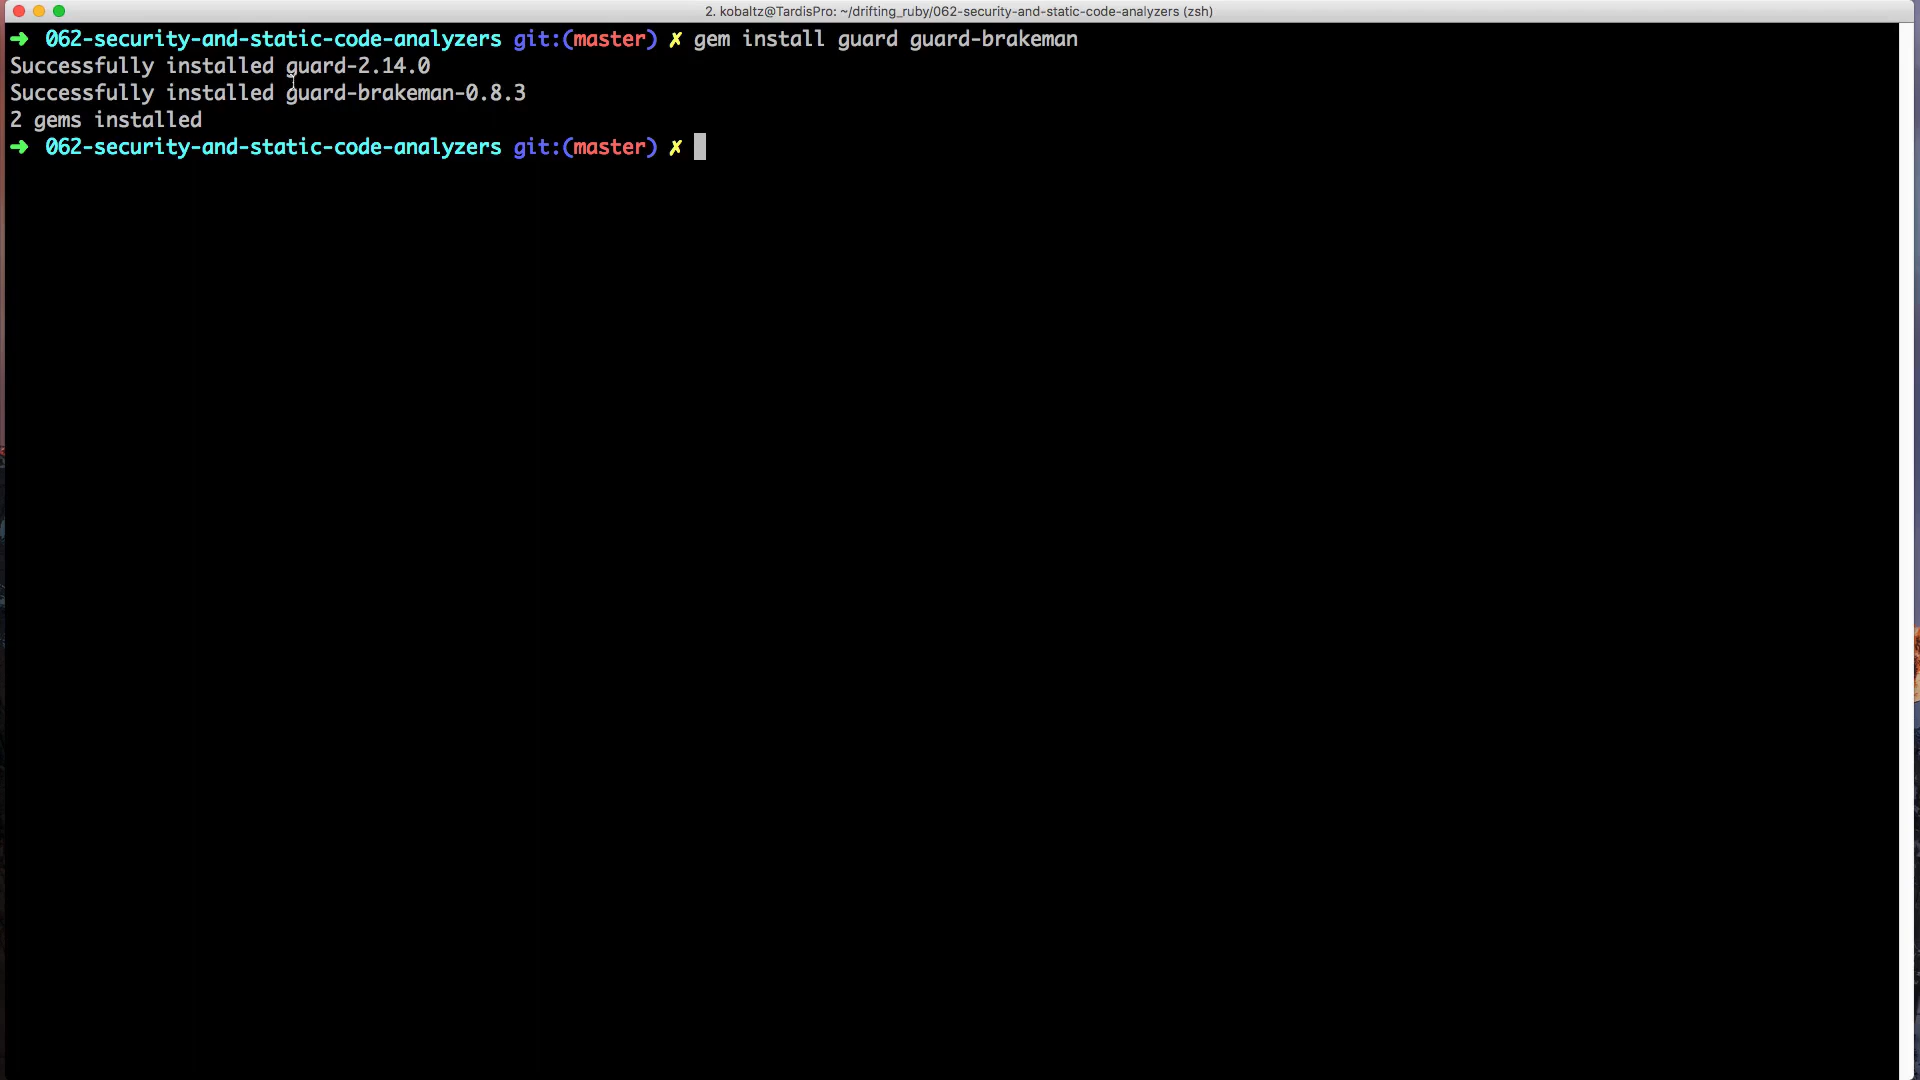 2. kobaltz@TardisPro: ~/drifting_ruby/062-security-and-static-code-analyzers (zsh)
➜ 062-security-and-static-code-analyzers git:(master) ✗ gem install guard guard-brakeman
Successfully installed guard-2.14.0
Successfully installed guard-brakeman-0.8.3
2 gems installed
➜ 062-security-and-static-code-analyzers git:(master) ✗